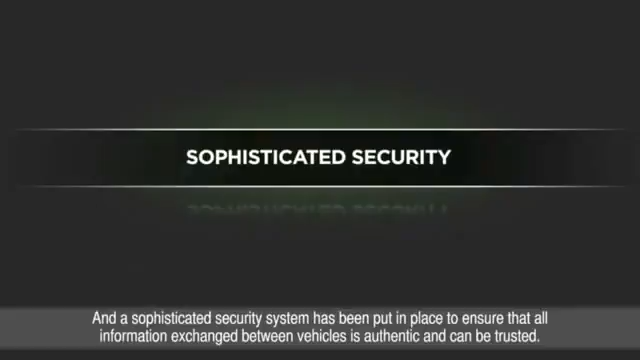 SOPHISTICATED SECURITY
And a sophisticated security system has been put in place to ensure that all
information exchanged between vehicles is authentic and can be trusted.